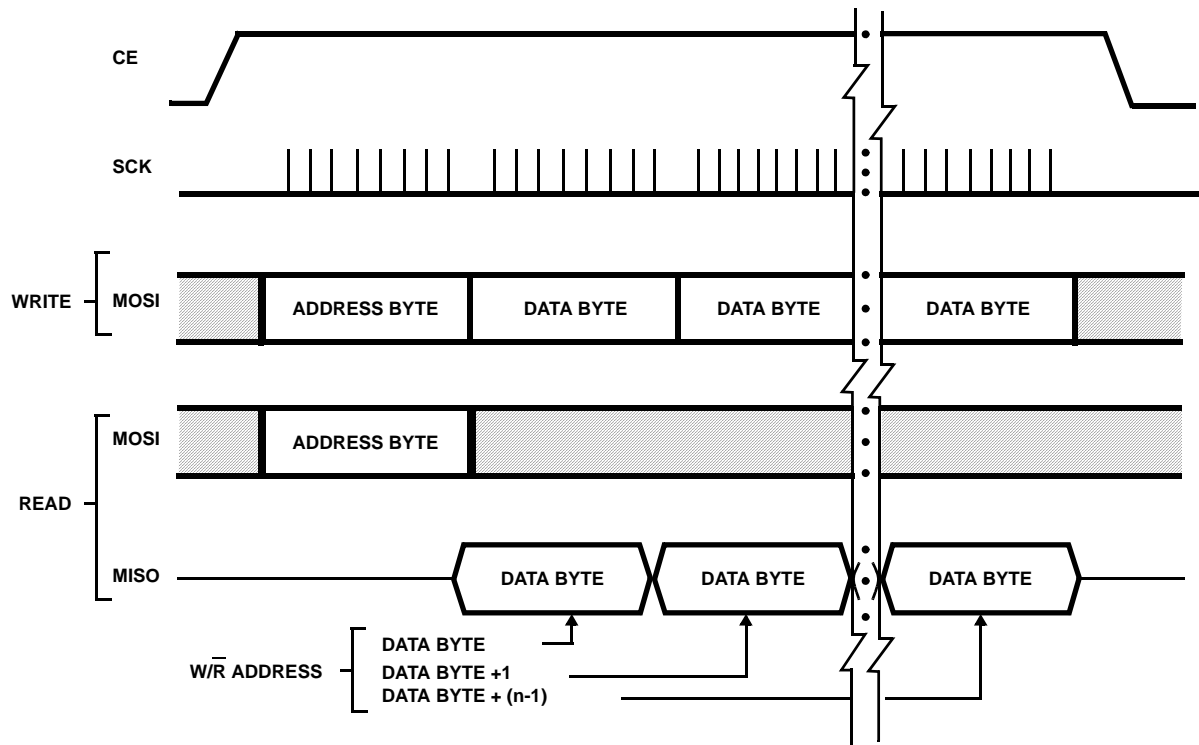 CE
SCK
WRITE
MOSI
ADDRESS BYTE
DATA BYTE
DATA BYTE
DATA BYTE
READ
MOSI
ADDRESS BYTE
MISO
DATA BYTE
DATA BYTE
DATA BYTE
W/R̅ ADDRESS
DATA BYTE
DATA BYTE +1
DATA BYTE + (n-1)